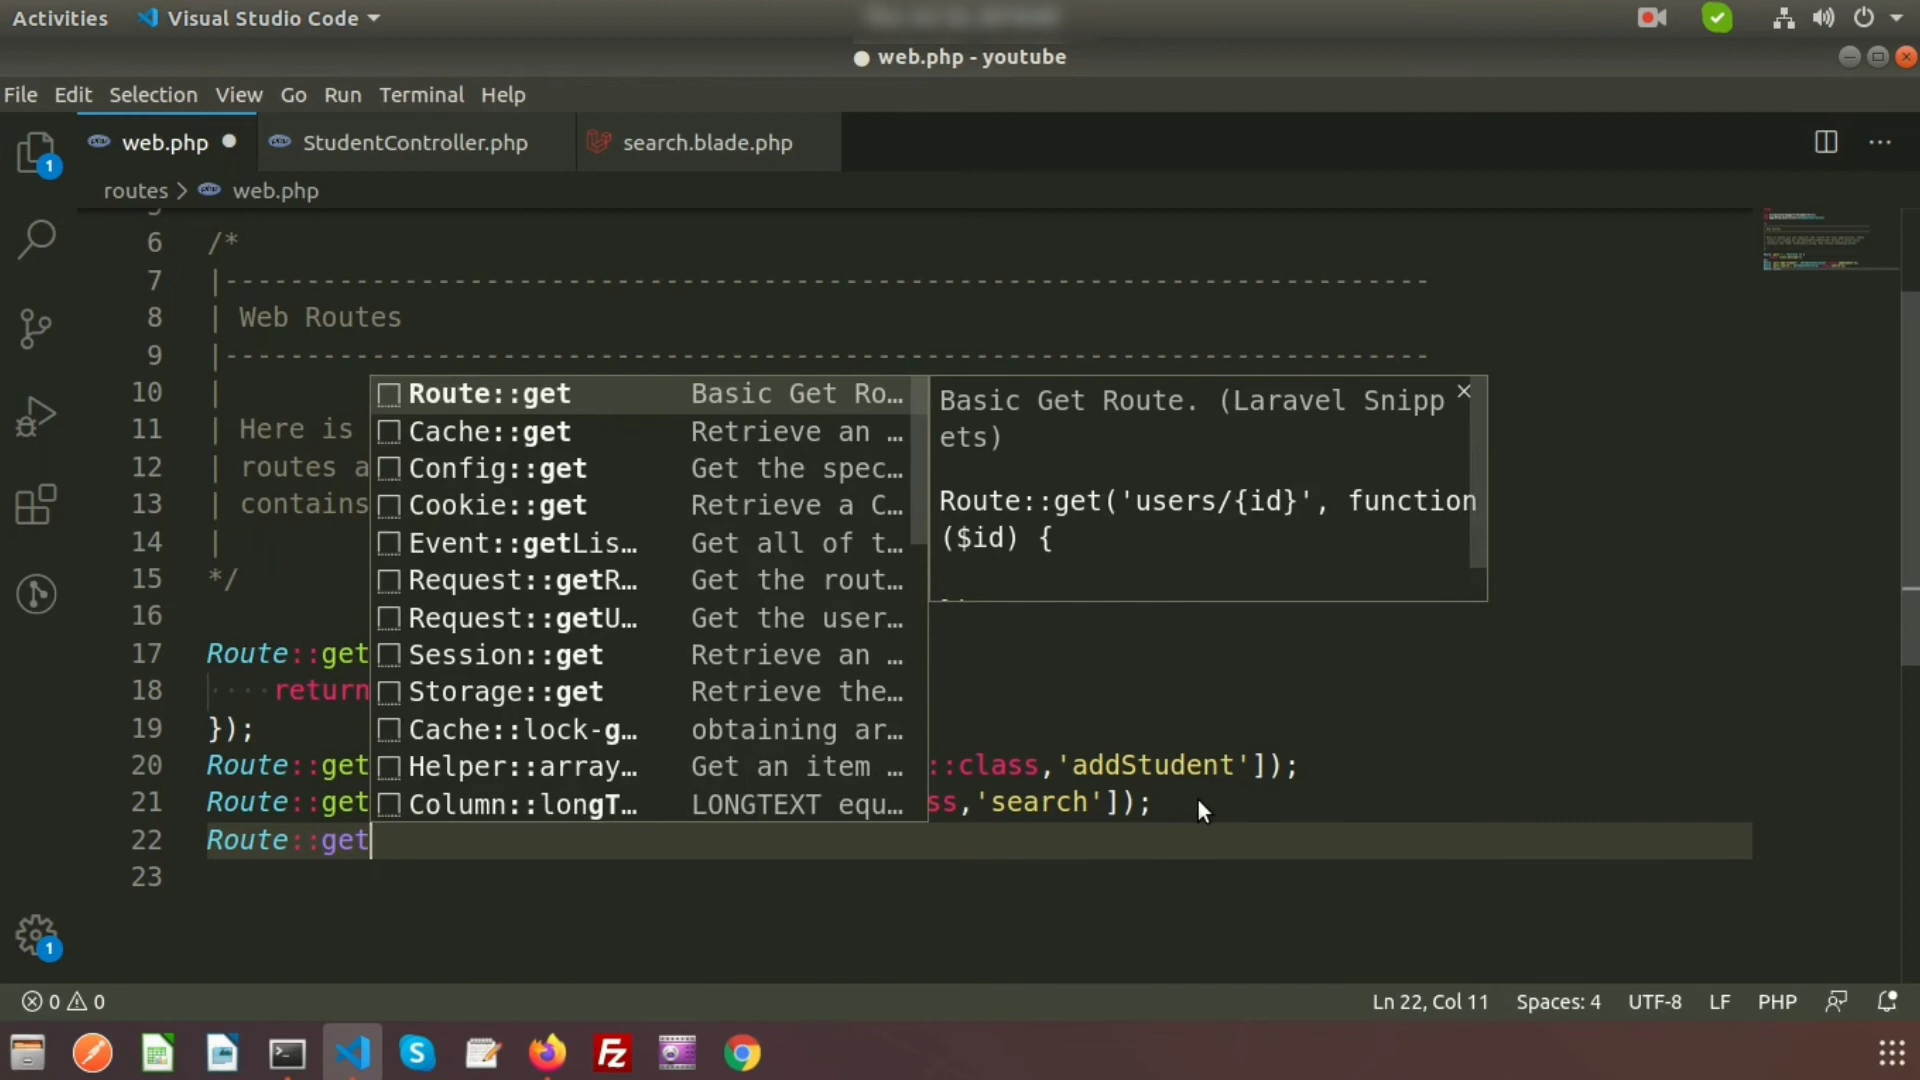 Activities
Visual Studio Code
web.php - youtube
File Edit Selection View Go Run Terminal Help
1
web.php
StudentController.php
search.blade.php
···
routes > web.php
6 /*
7 |--------------------------------------------------------------------------
8 | Web Routes
9 |--------------------------------------------------------------------------
10 |
11 | Here is
12 | routes a
13 | contains
14 |
15 */
16
17 Route::get
18 ····return
19 });
20 Route::get ::class,'addStudent']);
21 Route::get ss,'search']);
22 Route::get
23
Route::get Basic Get Ro…
Cache::get Retrieve an …
Config::get Get the spec…
Cookie::get Retrieve a C…
Event::getLis… Get all of t…
Request::getR… Get the rout…
Request::getU… Get the user…
Session::get Retrieve an …
Storage::get Retrieve the…
Cache::lock-g… obtaining ar…
Helper::array… Get an item …
Column::longT… LONGTEXT equ…
Basic Get Route. (Laravel Snipp
ets)
Route::get('users/{id}', function
($id) {
1
0 0
Ln 22, Col 11 Spaces: 4 UTF-8 LF PHP
S
FZ